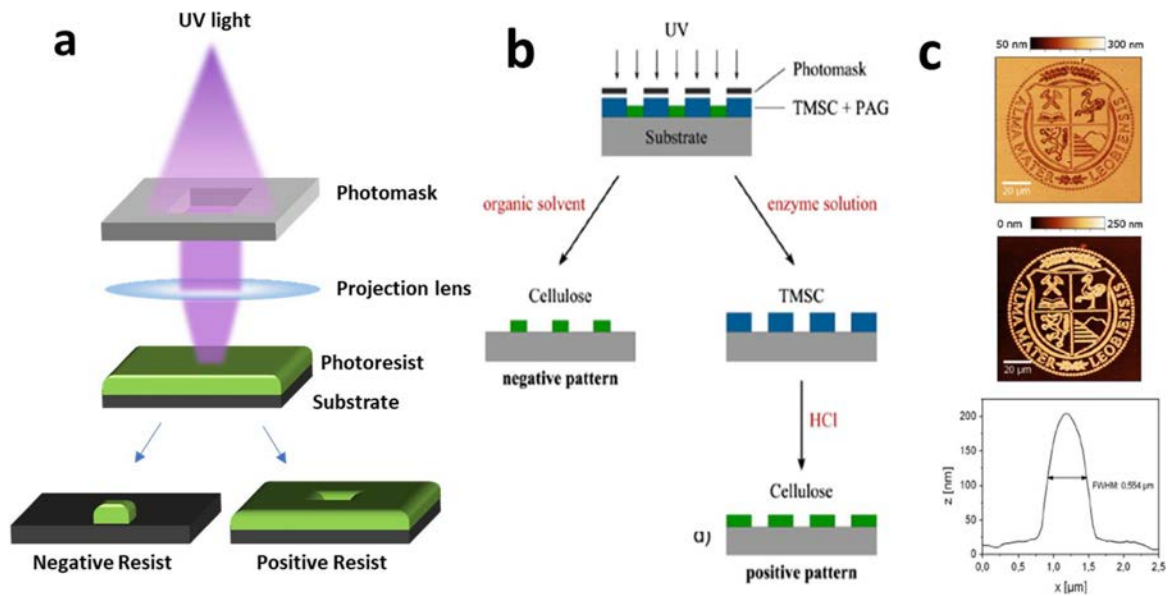 a
UV light
Photomask
Projection lens
Photoresist
Substrate
Negative Resist
Positive Resist
b
UV
Photomask
TMSC + PAG
Substrate
organic solvent
enzyme solution
Cellulose
TMSC
negative pattern
HCl
Cellulose
a)
positive pattern
c
50 nm
300 nm
ALMA MATER LEOBIENSIS
20 µm
0 nm
250 nm
ALMA MATER LEOBIENSIS
20 µm
200
150
100
50
0
z [nm]
FWHM: 0,554 µm
0,0 0,5 1,0 1,5 2,0 2,5
x [µm]